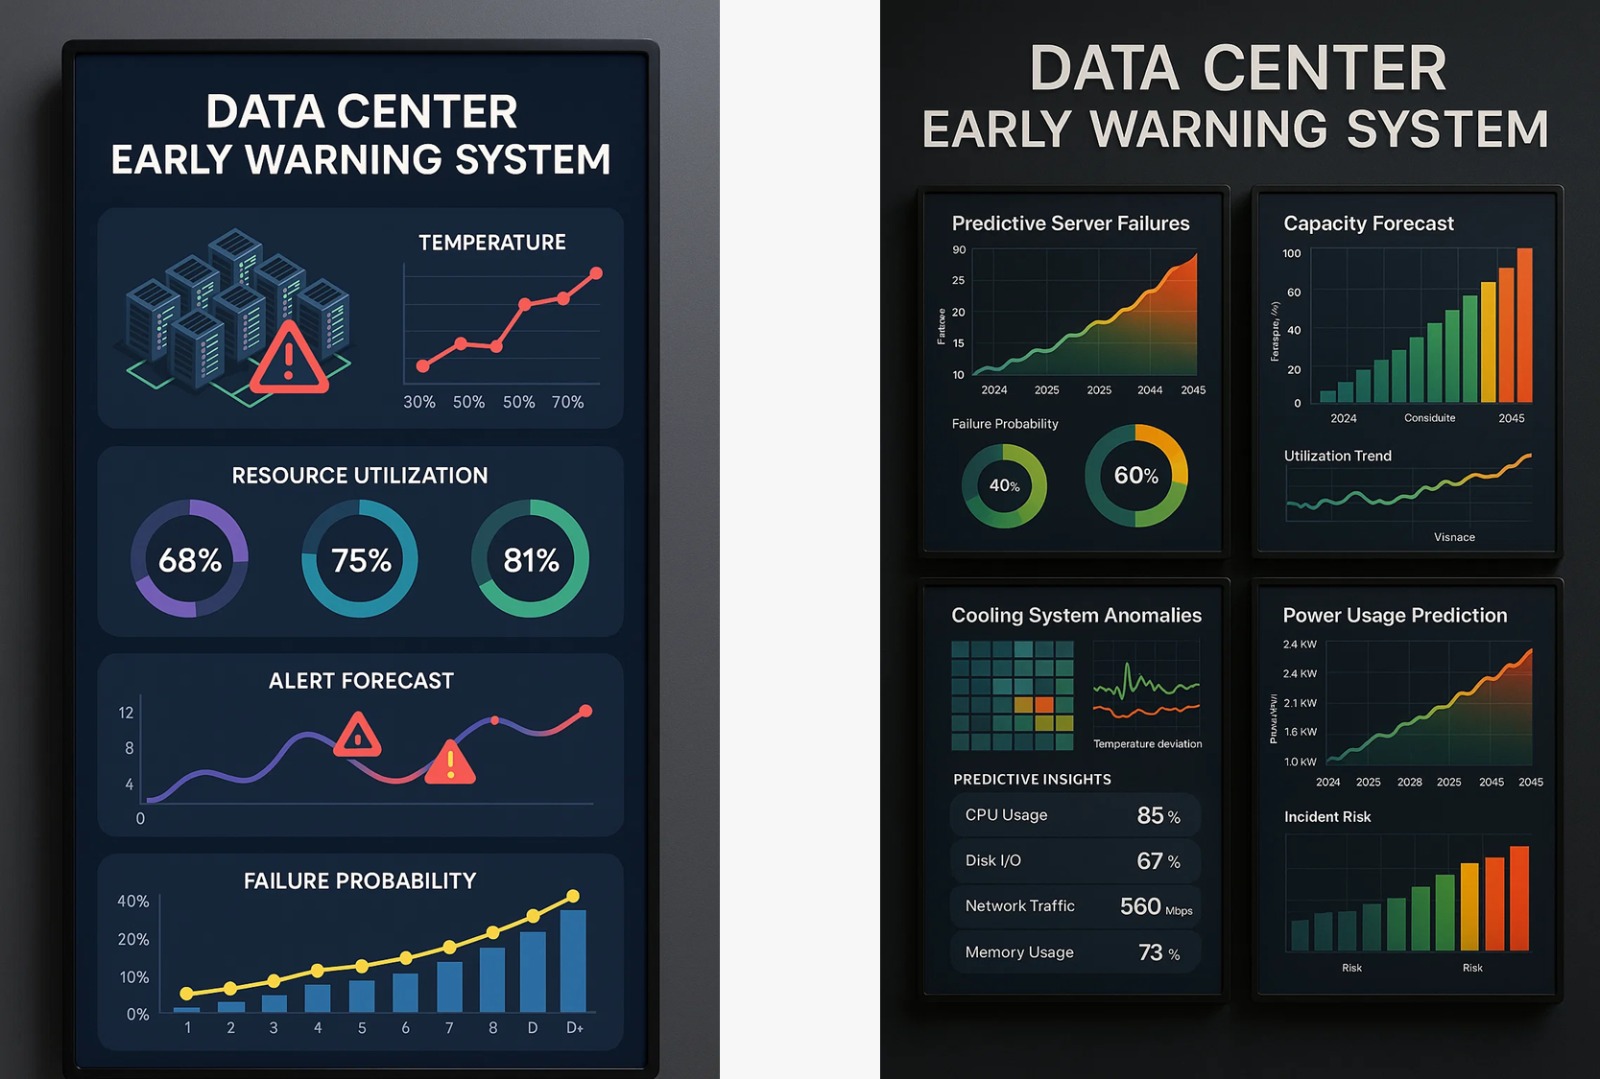 DATA CENTER
EARLY WARNING SYSTEM
TEMPERATURE
30% 50% 50% 70%
RESOURCE UTILIZATION
68% 75% 81%
ALERT FORECAST
12
8
4
0
FAILURE PROBABILITY
40%
20%
10%
0%
1 2 3 4 5 6 7 8 D D+
DATA CENTER
EARLY WARNING SYSTEM
Predictive Server Failures
90
25
20
15
10
2024 2025 2025 2044 2045
Failure Probability
40%
60%
Capacity Forecast
100
60
40
20
0
2024 Considuite 2045
Utilization Trend
Visnace
Cooling System Anomalies
Temperature deviation
PREDICTIVE INSIGHTS
CPU Usage 85 %
Disk I/O 67 %
Network Traffic 560 Mbps
Memory Usage 73 %
Power Usage Prediction
2.4 KW
2.4 KW
2.1 KW
1.6 KW
1.0 KW
2024 2025 2028 2025 2045 2045
Incident Risk
Risk Risk